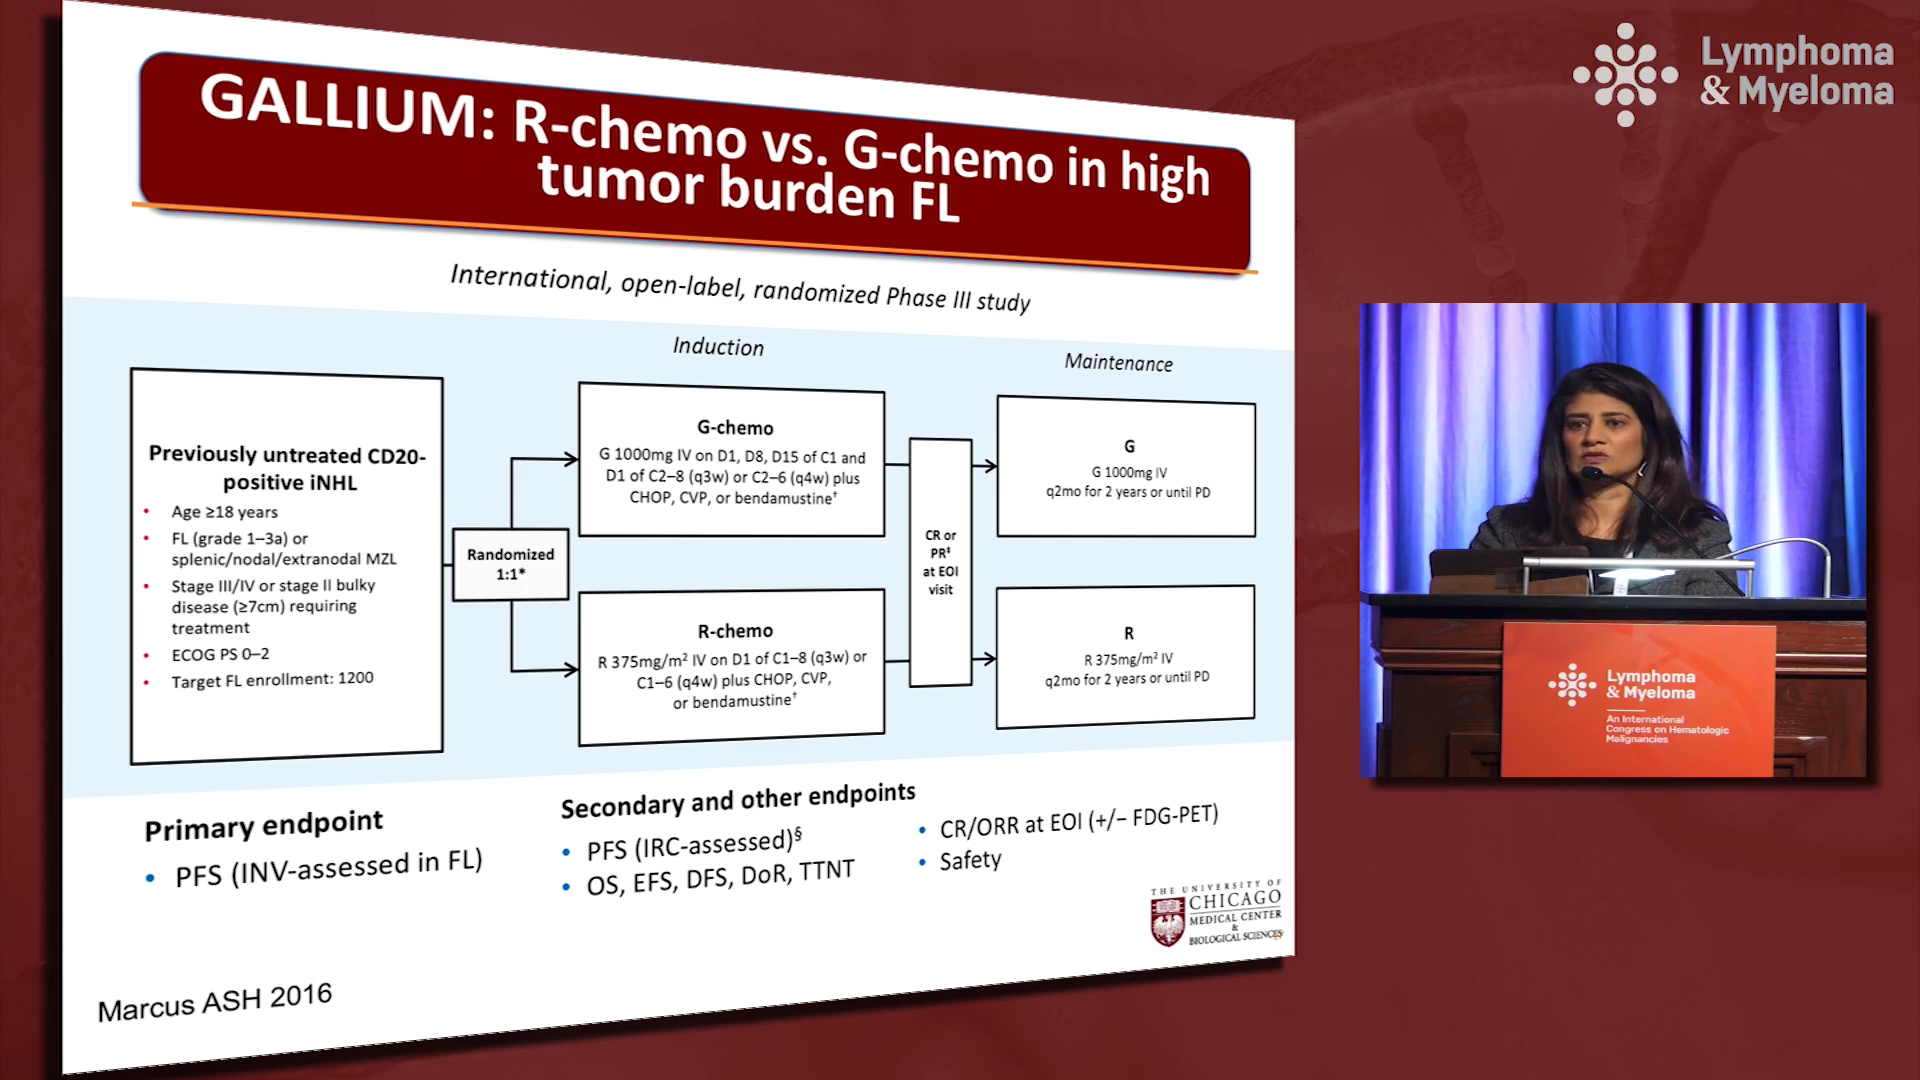 GALLIUM: R-chemo vs. G-chemo in high
tumor burden FL
International, open-label, randomized Phase III study
Induction
Maintenance
Previously untreated CD20-
positive iNHL
• Age ≥18 years
• FL (grade 1–3a) or
splenic/nodal/extranodal MZL
• Stage III/IV or stage II bulky
disease (≥7cm) requiring
treatment
• ECOG PS 0–2
• Target FL enrollment: 1200
Randomized
1:1*
G-chemo
G 1000mg IV on D1, D8, D15 of C1 and
D1 of C2–8 (q3w) or C2–6 (q4w) plus
CHOP, CVP, or bendamustine†
R-chemo
R 375mg/m² IV on D1 of C1–8 (q3w) or
C1–6 (q4w) plus CHOP, CVP,
or bendamustine†
CR or
PR‡
at EOI
visit
G
G 1000mg IV
q2mo for 2 years or until PD
R
R 375mg/m² IV
q2mo for 2 years or until PD
Primary endpoint
• PFS (INV-assessed in FL)
Secondary and other endpoints
• PFS (IRC-assessed)§
• OS, EFS, DFS, DoR, TTNT
• CR/ORR at EOI (+/− FDG-PET)
• Safety
THE UNIVERSITY OF
CHICAGO
MEDICAL CENTER
&
BIOLOGICAL SCIENCES
Marcus ASH 2016
Lymphoma
& Myeloma
Lymphoma
& Myeloma
An International
Congress on Hematologic
Malignancies